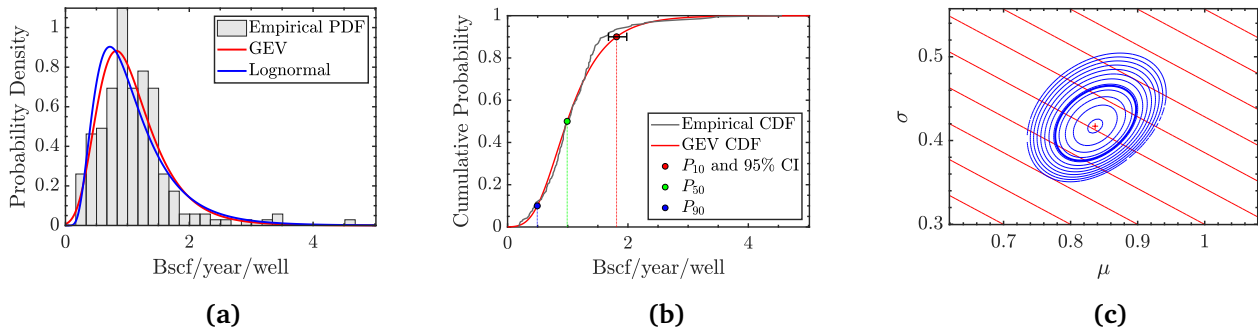 Probability Density
1
0.8
0.6
0.4
0.2
0
0
2
4
Bscf/year/well
Empirical PDF
GEV
Lognormal
(a)
Cumulative Probability
1
0.8
0.6
0.4
0.2
0
0
2
4
Bscf/year/well
Empirical CDF
GEV CDF
P10 and 95% CI
P50
P90
(b)
σ
0.5
0.4
0.3
0.7
0.8
0.9
1
μ
(c)